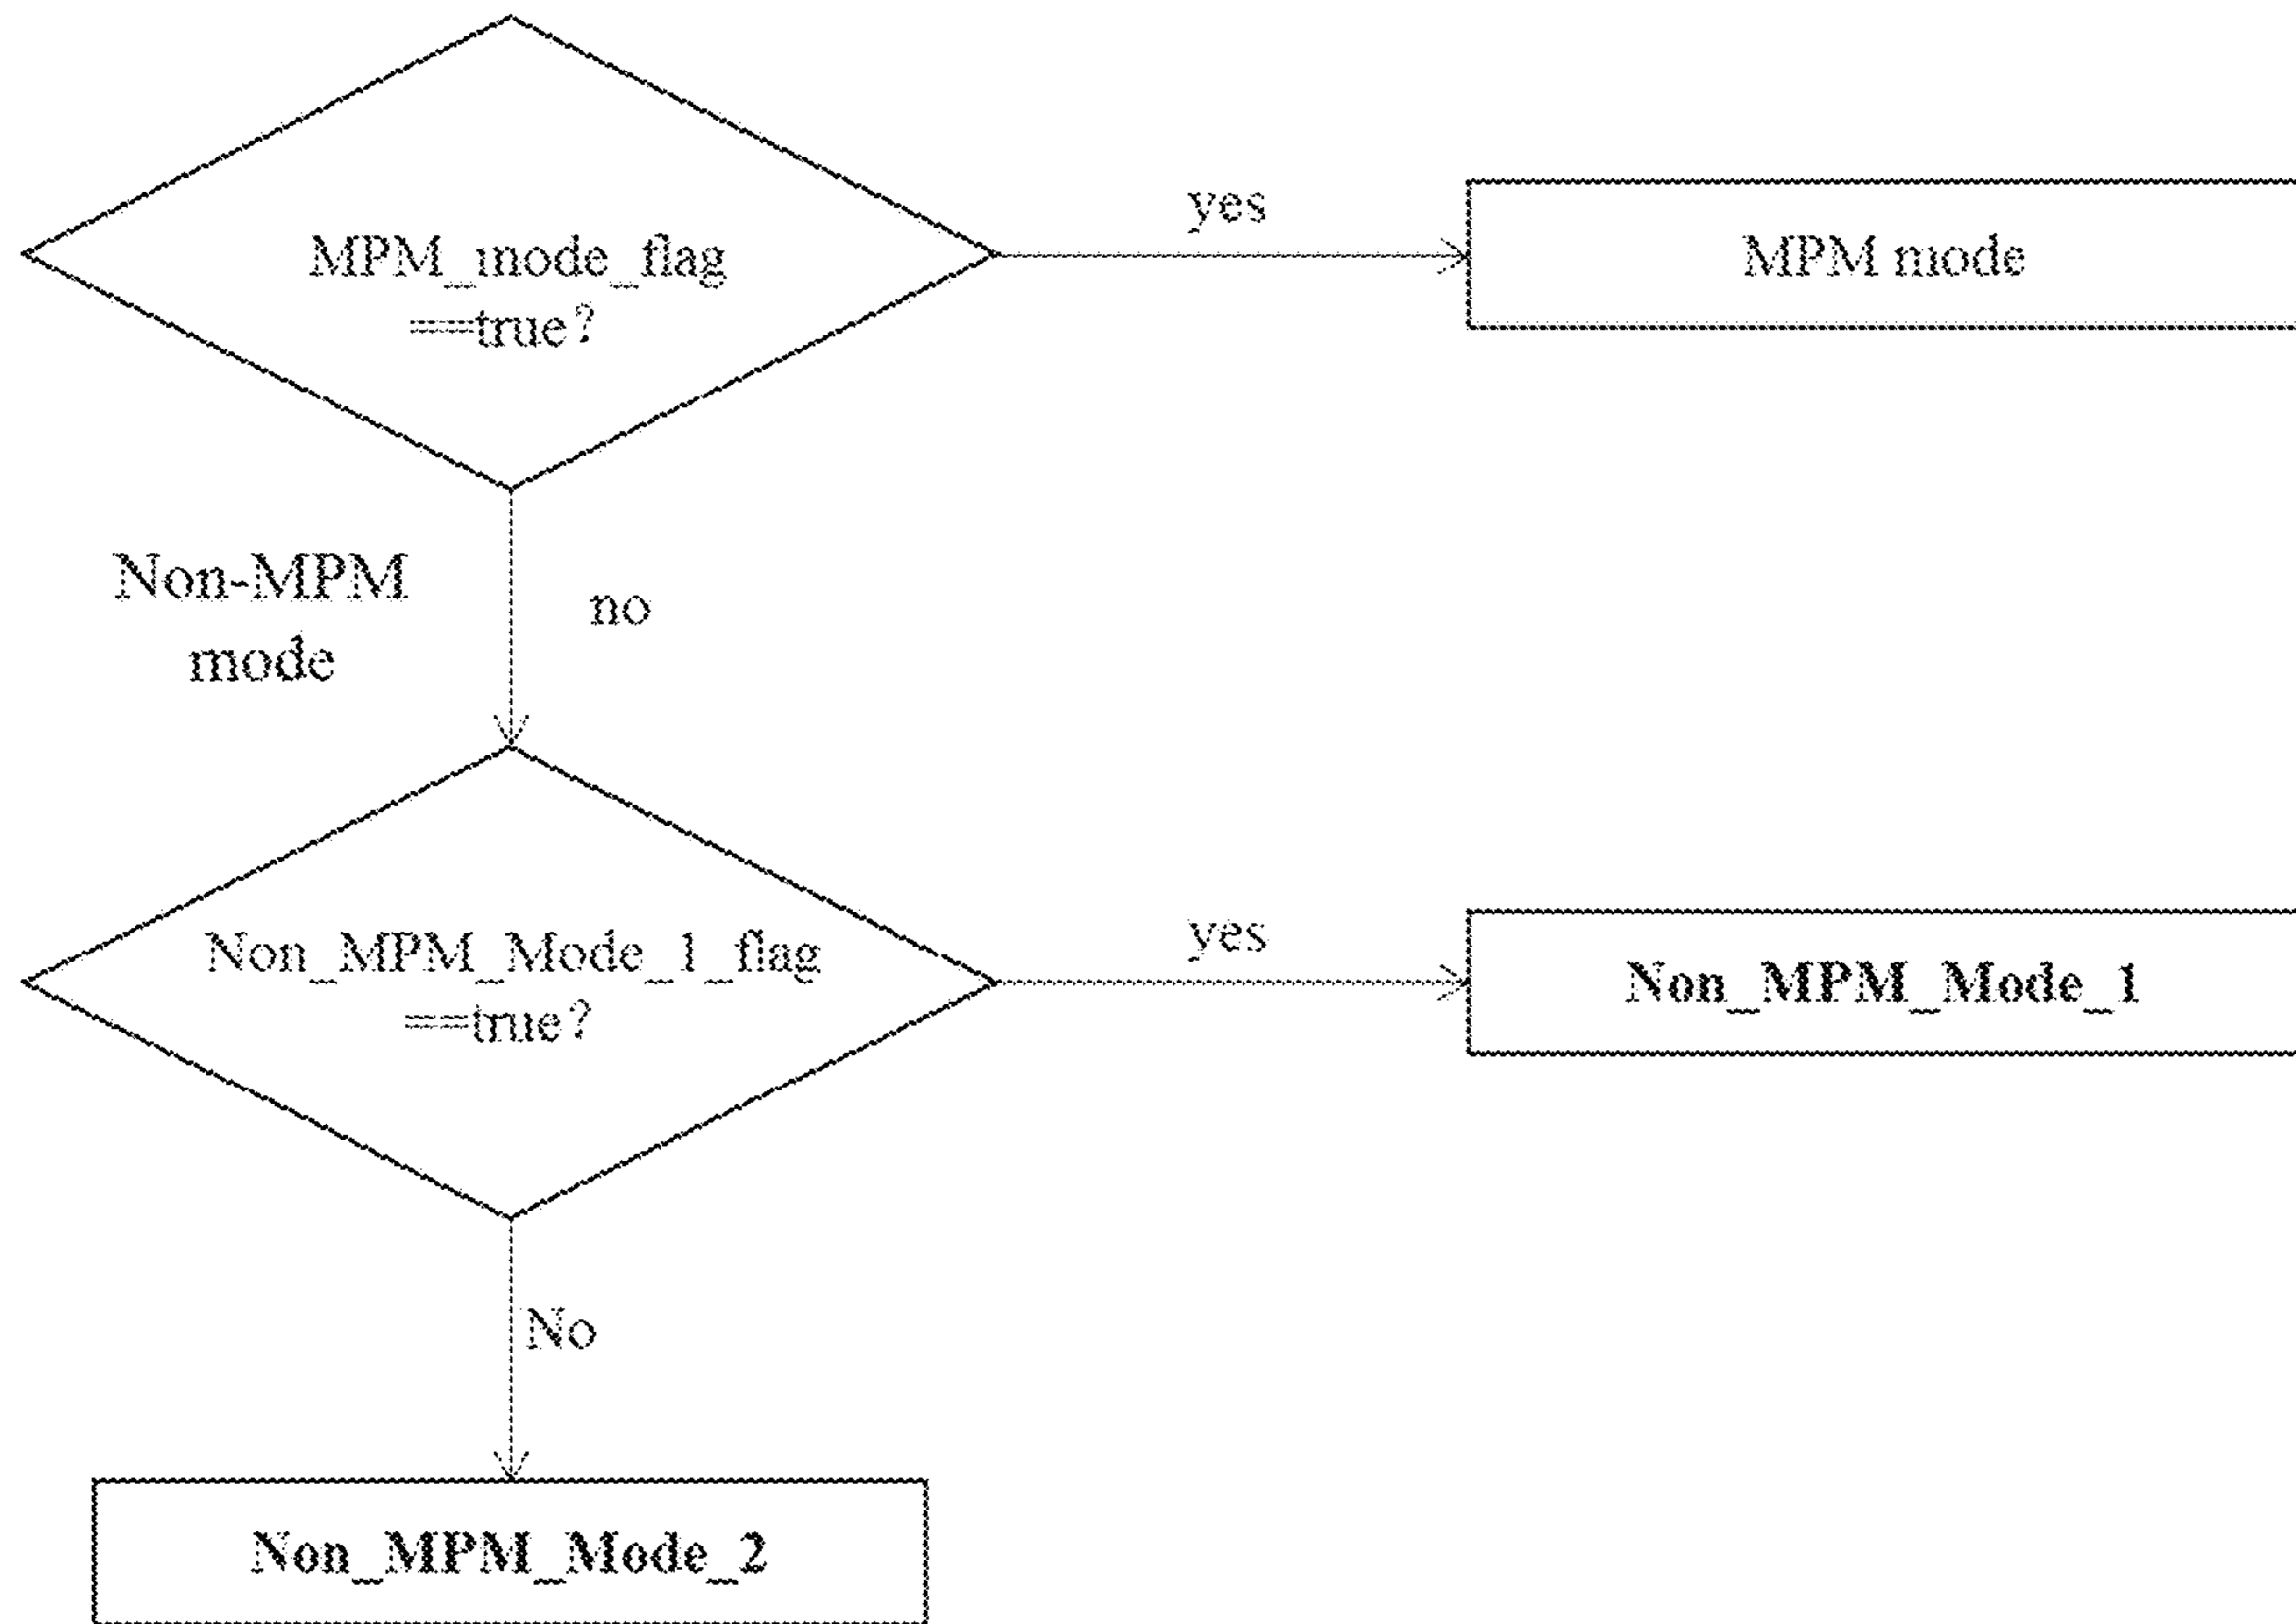 MPM_mode_flag
==true?
yes
MPM mode
Non-MPM
mode
no
Non_MPM_Mode_1_flag
==true?
yes
Non_MPM_Mode_1
No
Non_MPM_Mode_2